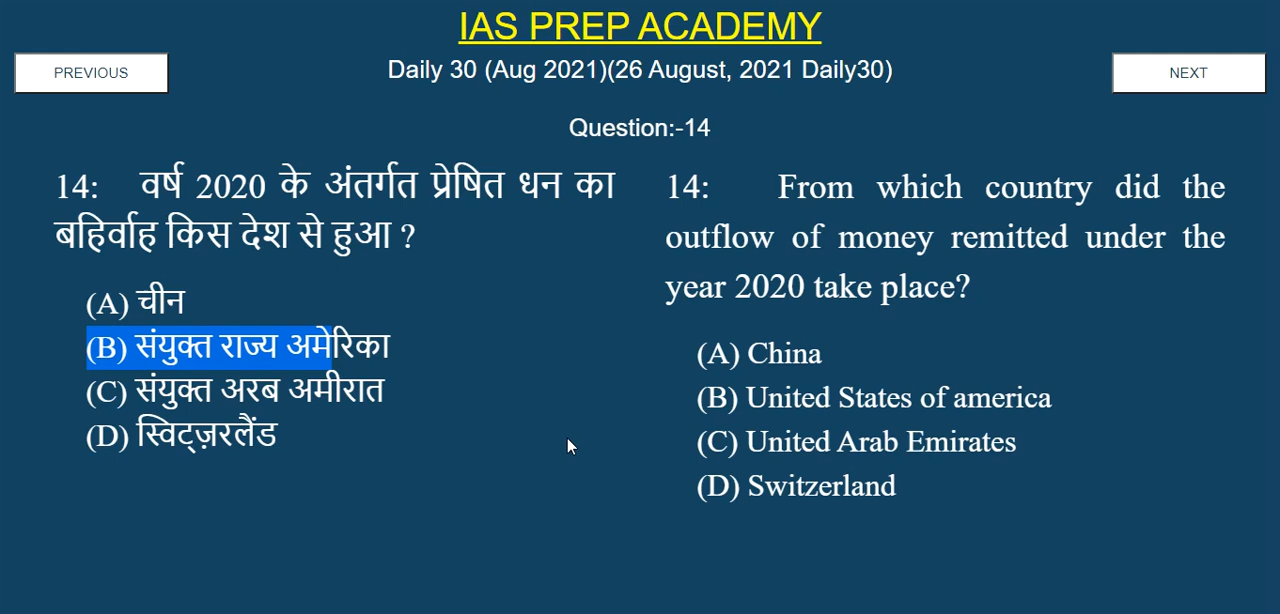 IAS PREP ACADEMY
PREVIOUS
Daily 30 (Aug 2021)(26 August, 2021 Daily30)
NEXT
Question:-14
14: वर्ष 2020 के अंतर्गत प्रेषित धन का
बहिर्वाह किस देश से हुआ ?
(A) चीन
(B) संयुक्त राज्य अमेरिका
(C) संयुक्त अरब अमीरात
(D) स्विट्ज़रलैंड
14: From which country did the
outflow of money remitted under the
year 2020 take place?
(A) China
(B) United States of america
(C) United Arab Emirates
(D) Switzerland